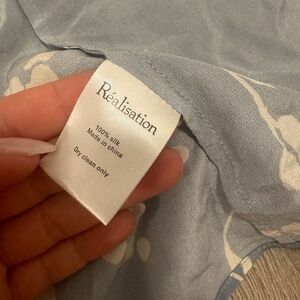 Réalisation
100% silk
Made in china
Dry clean only